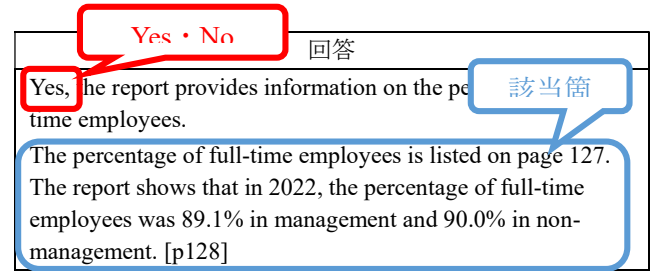 Yes・No
回答
該当箇
Yes, the report provides information on the pe
time employees.
The percentage of full-time employees is listed on page 127.
The report shows that in 2022, the percentage of full-time
employees was 89.1% in management and 90.0% in non-
management. [p128]